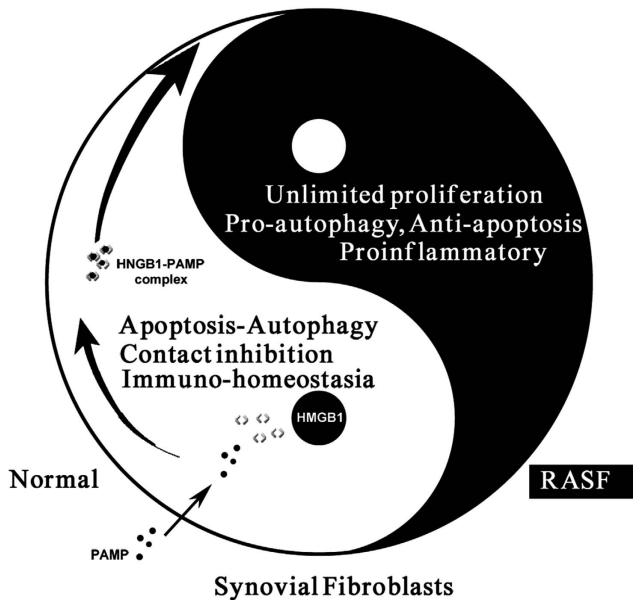 Unlimited proliferation
Pro-autophagy, Anti-apoptosis
Proinflammatory
HNGB1-PAMP
complex
Apoptosis-Autophagy
Contact inhibition
Immuno-homeostasia
HMGB1
Normal
RASF
PAMP
Synovial Fibroblasts